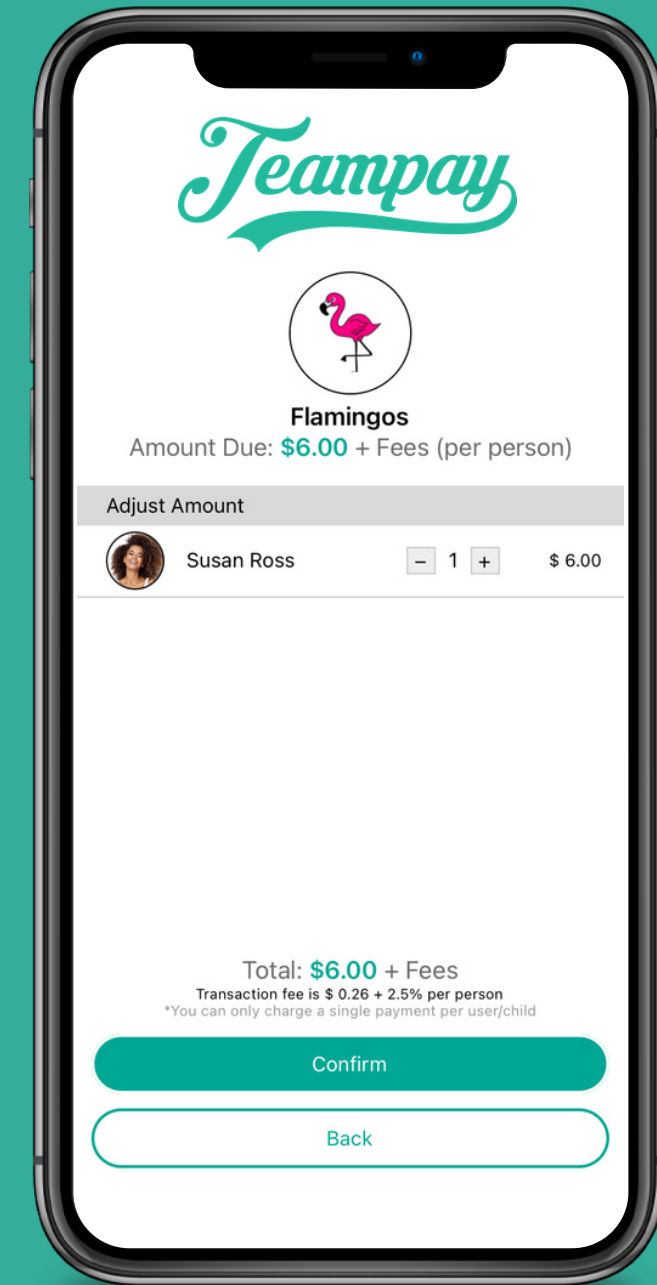 Teampay
Flamingos
Amount Due: $6.00 + Fees (per person)
Adjust Amount
Susan Ross − 1 + $ 6.00
Total: $6.00 + Fees
Transaction fee is $ 0.26 + 2.5% per person
*You can only charge a single payment per user/child
Confirm
Back